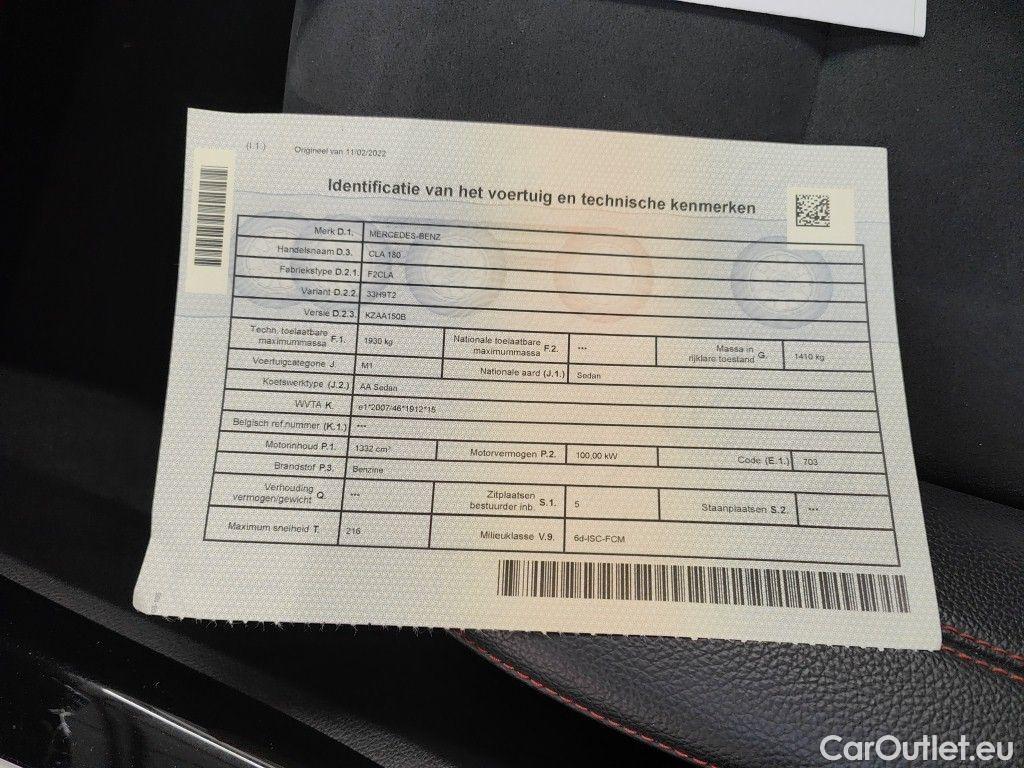 (I.1.) Origineel van 11/02/2022
Identificatie van het voertuig en technische kenmerken
Merk D.1. MERCEDES-BENZ
Handelsnaam D.3. CLA 180
Fabriekstype D.2.1. F2CLA
Variant D.2.2. 33H9T2
Versie D.2.3. KZAA150B
Techn. toelaatbare maximummassa F.1. 1930 kg Nationale toelaatbare maximummassa F.2. --- Massa in rijklare toestand G. 1410 kg
Voertuigcategorie J. M1 Nationale aard (J.1.) Sedan
Koetswerktype (J.2.) AA Sedan
WVTA K. e1*2007/46*1912*15
Belgisch ref.nummer (K.1.) ---
Motorinhoud P.1. 1332 cm³ Motorvermogen P.2. 100,00 kW Code (E.1.) 703
Brandstof P.3. Benzine
Verhouding vermogen/gewicht Q. --- Zitplaatsen bestuurder inb. S.1. 5 Staanplaatsen S.2. ---
Maximum snelheid T. 216 Milieuklasse V.9. 6d-ISC-FCM
CarOutlet.eu